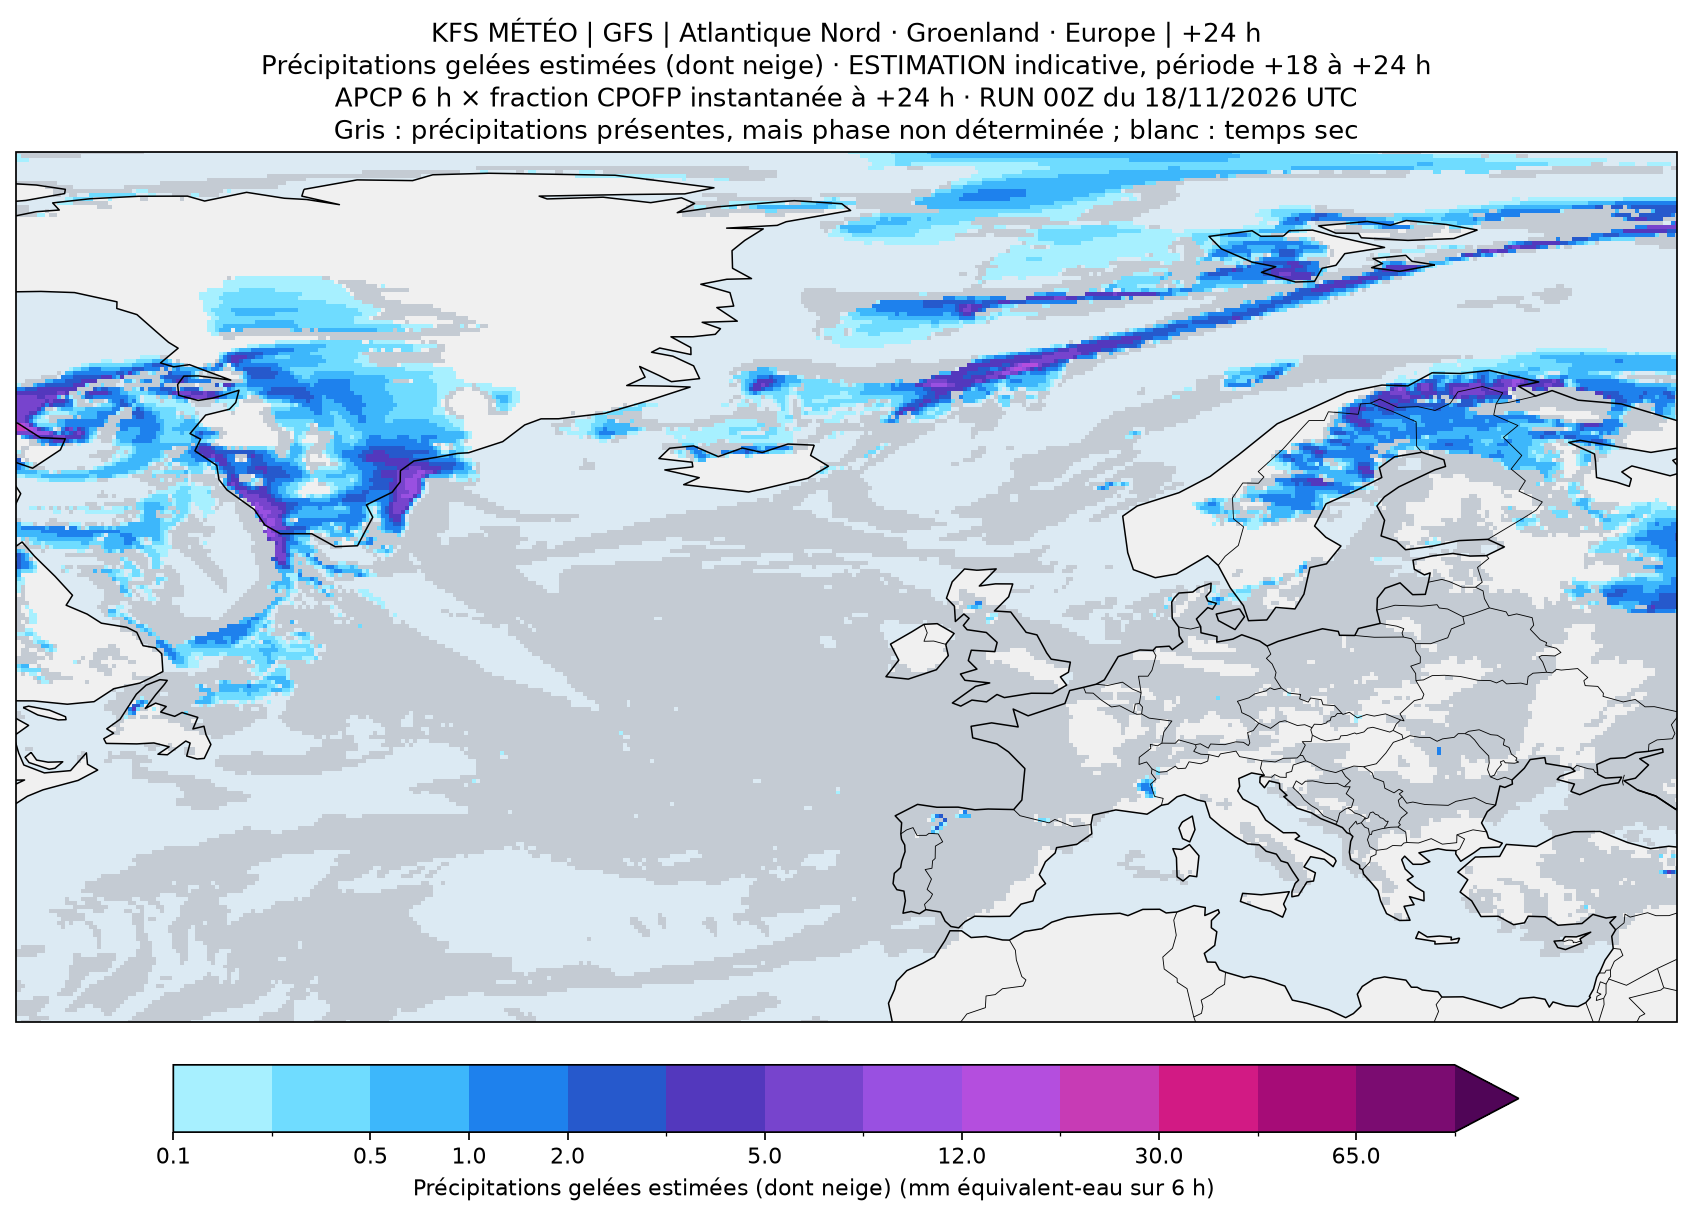 KFS MÉTÉO | GFS | Atlantique Nord · Groenland · Europe | +24 h
Précipitations gelées estimées (dont neige) · ESTIMATION indicative, période +18 à +24 h
APCP 6 h × fraction CPOFP instantanée à +24 h · RUN 00Z du 18/11/2026 UTC
Gris : précipitations présentes, mais phase non déterminée ; blanc : temps sec
0.1 0.5 1.0 2.0 5.0 12.0 30.0 65.0
Précipitations gelées estimées (dont neige) (mm équivalent-eau sur 6 h)